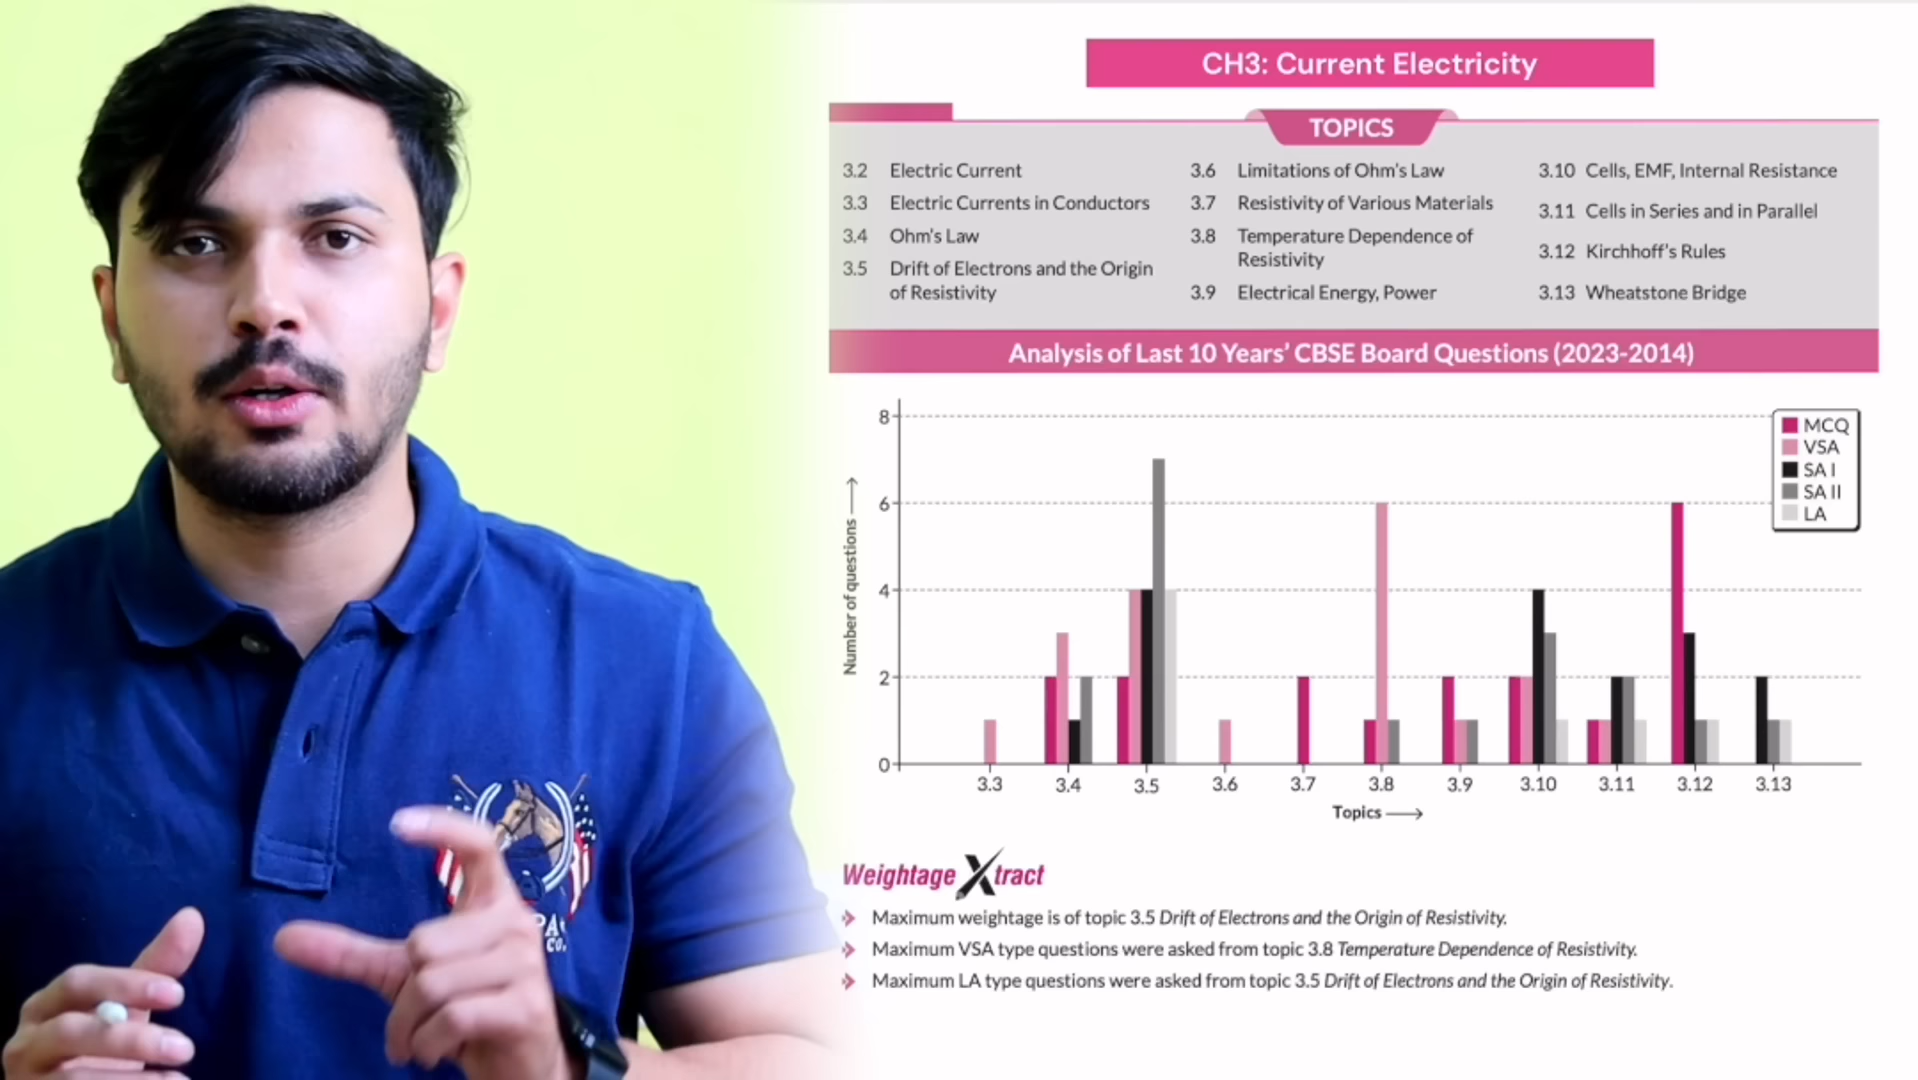 CH3: Current Electricity
TOPICS
3.2 Electric Current
3.3 Electric Currents in Conductors
3.4 Ohm's Law
3.5 Drift of Electrons and the Origin
of Resistivity
3.6 Limitations of Ohm's Law
3.7 Resistivity of Various Materials
3.8 Temperature Dependence of
Resistivity
3.9 Electrical Energy, Power
3.10 Cells, EMF, Internal Resistance
3.11 Cells in Series and in Parallel
3.12 Kirchhoff's Rules
3.13 Wheatstone Bridge
Analysis of Last 10 Years' CBSE Board Questions (2023-2014)
8
6
4
2
0
Number of questions
MCQ
VSA
SA I
SA II
LA
3.3 3.4 3.5 3.6 3.7 3.8 3.9 3.10 3.11 3.12 3.13
Topics
Weightage Xtract
Maximum weightage is of topic 3.5 Drift of Electrons and the Origin of Resistivity.
Maximum VSA type questions were asked from topic 3.8 Temperature Dependence of Resistivity.
Maximum LA type questions were asked from topic 3.5 Drift of Electrons and the Origin of Resistivity.
CO.